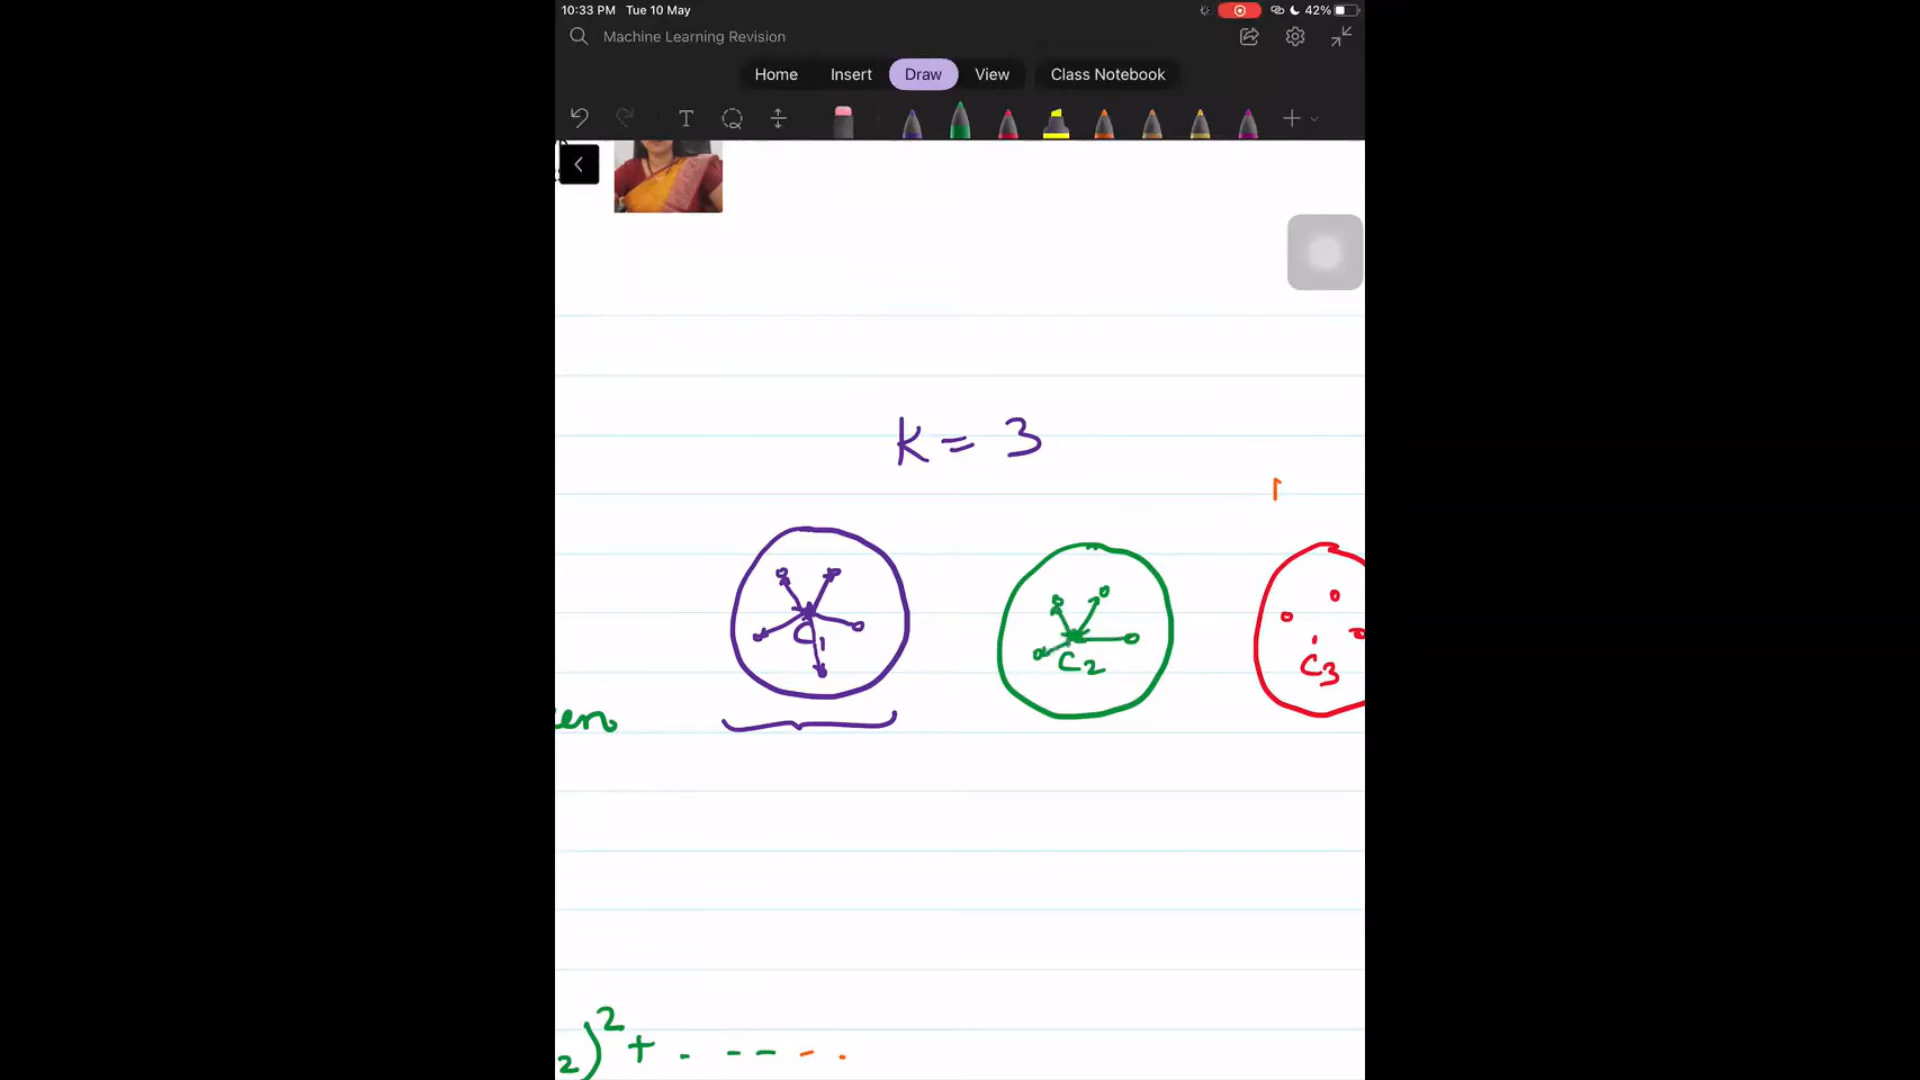 10:33 PM Tue 10 May 42%
Machine Learning Revision
Home Insert Draw View Class Notebook
T
K = 3
C1 C2 C3
2)² + . - - - .